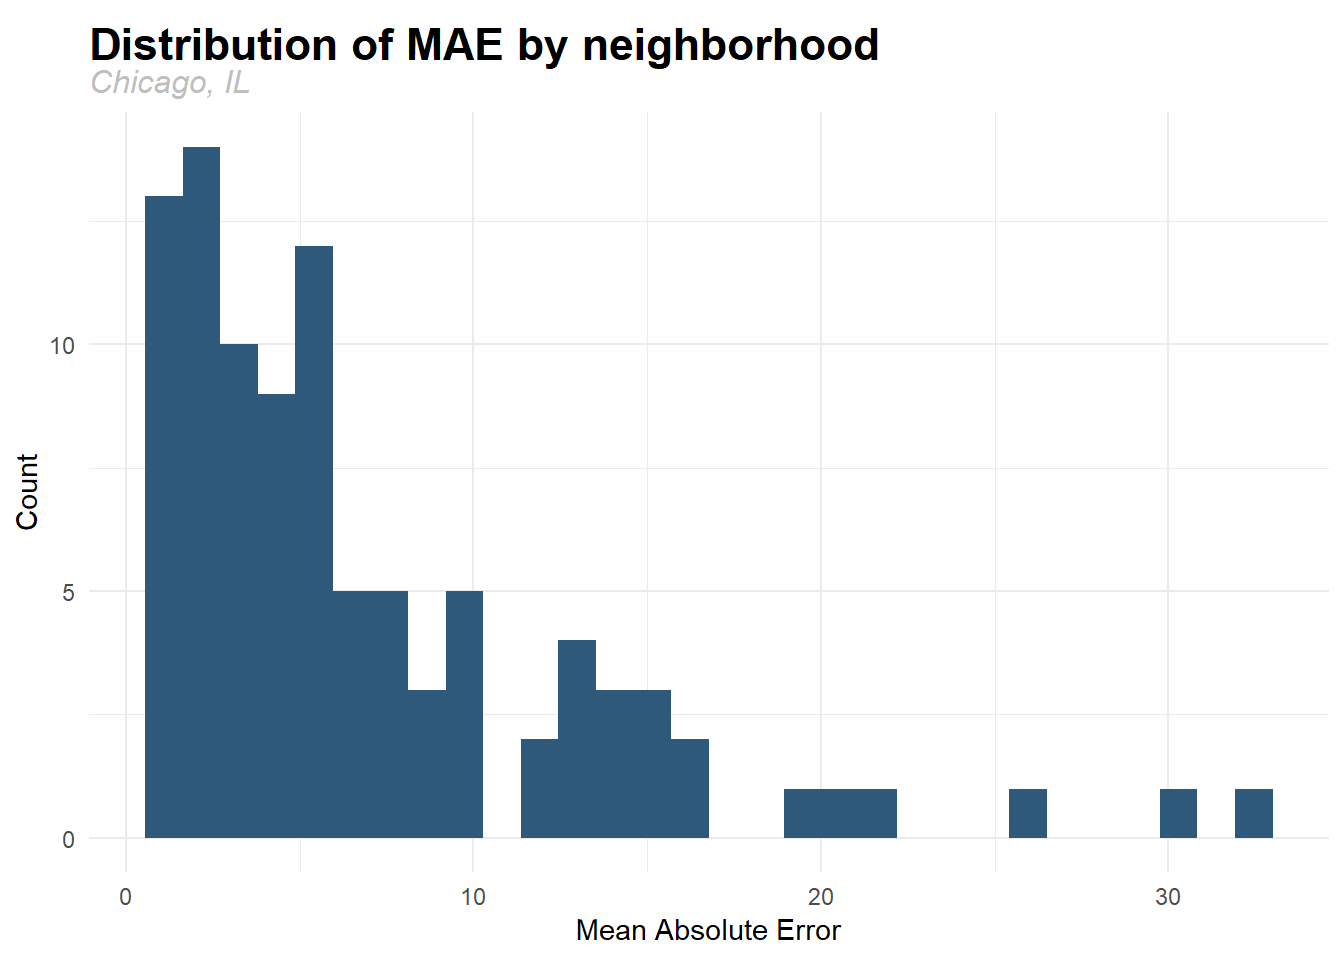 Distribution of MAE by neighborhood
Chicago, IL
Count
10
5
0
0 10 20 30
Mean Absolute Error